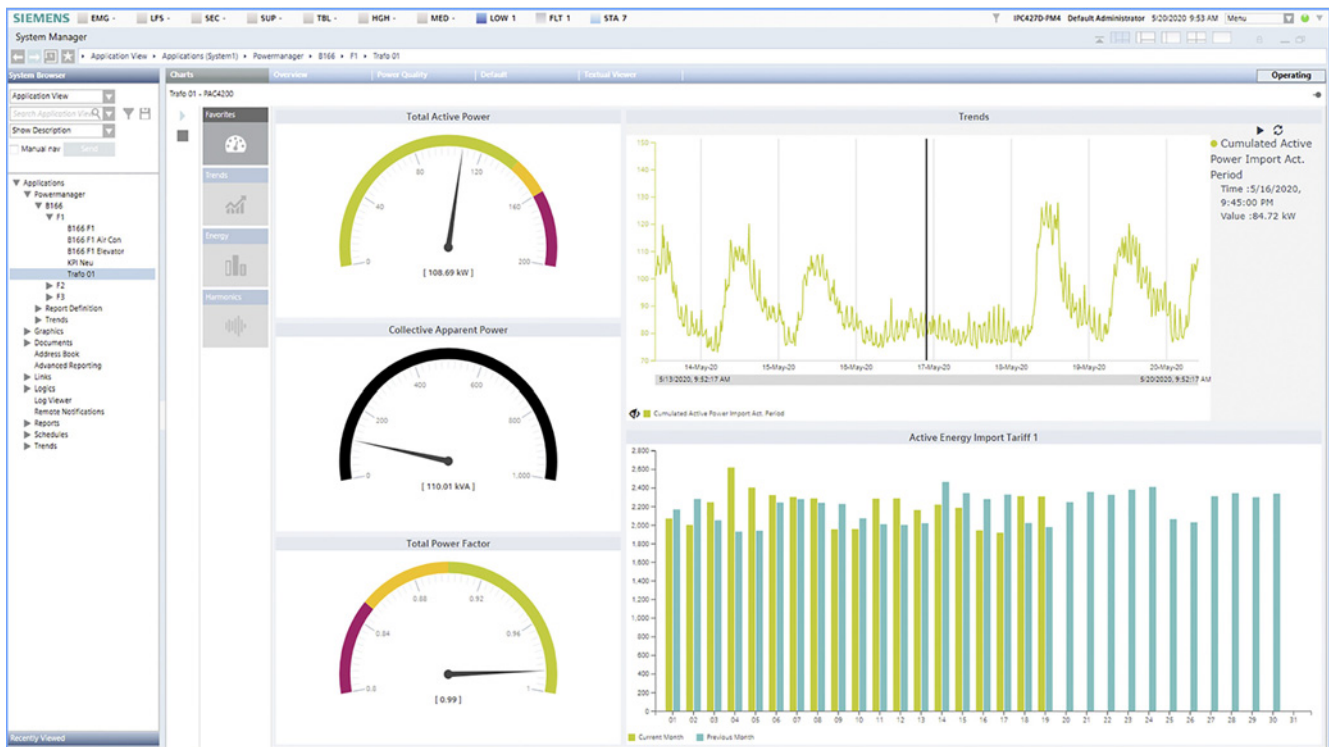 SIEMENS EMG - LFS - SEC - SUP - TBL - HGH - MED - LOW 1 FLT 1 STA 7 IPC427D-PM4 Default Administrator 5/20/2020 9:53 AM Menu
System Manager
Application View Applications (System1) Powermanager B166 F1 Trafo 01
System Browser
Application View
Search Application View
Show Description
Manual nav Send
Applications
Powermanager
B166
F1
B166 F1
B166 F1 Air Con
B166 F1 Elevator
KPI Neu
Trafo 01
F2
F3
Report Definition
Trends
Graphics
Documents
Address Book
Advanced Reporting
Links
Logics
Log Viewer
Remote Notifications
Reports
Schedules
Trends
Recently Viewed
Charts Overview Power Quality Default Textual Viewer Operating
Trafo 01 - PAC4200
Favorites
Trends
Energy
Harmonics
Total Active Power
0 40 80 120 160 200
[ 108.69 kW ]
Collective Apparent Power
0 200 400 600 800 1,000
[ 110.01 kVA ]
Total Power Factor
0.8 0.84 0.88 0.92 0.96 1
[ 0.99 ]
Trends
150
140
130
120
110
100
90
80
70
14-May-20 15-May-20 16-May-20 17-May-20 18-May-20 19-May-20 20-May-20
5/13/2020, 9:52:17 AM 5/20/2020, 9:52:17 AM
Cumulated Active Power Import Act. Period
Cumulated Active
Power Import Act.
Period
Time :5/16/2020,
9:45:00 PM
Value :84.72 kW
Active Energy Import Tariff 1
2,800
2,600
2,400
2,200
2,000
1,800
1,600
1,400
1,200
1,000
800
600
400
200
0
01 02 03 04 05 06 07 08 09 10 11 12 13 14 15 16 17 18 19 20 21 22 23 24 25 26 27 28 29 30 31
Current Month Previous Month